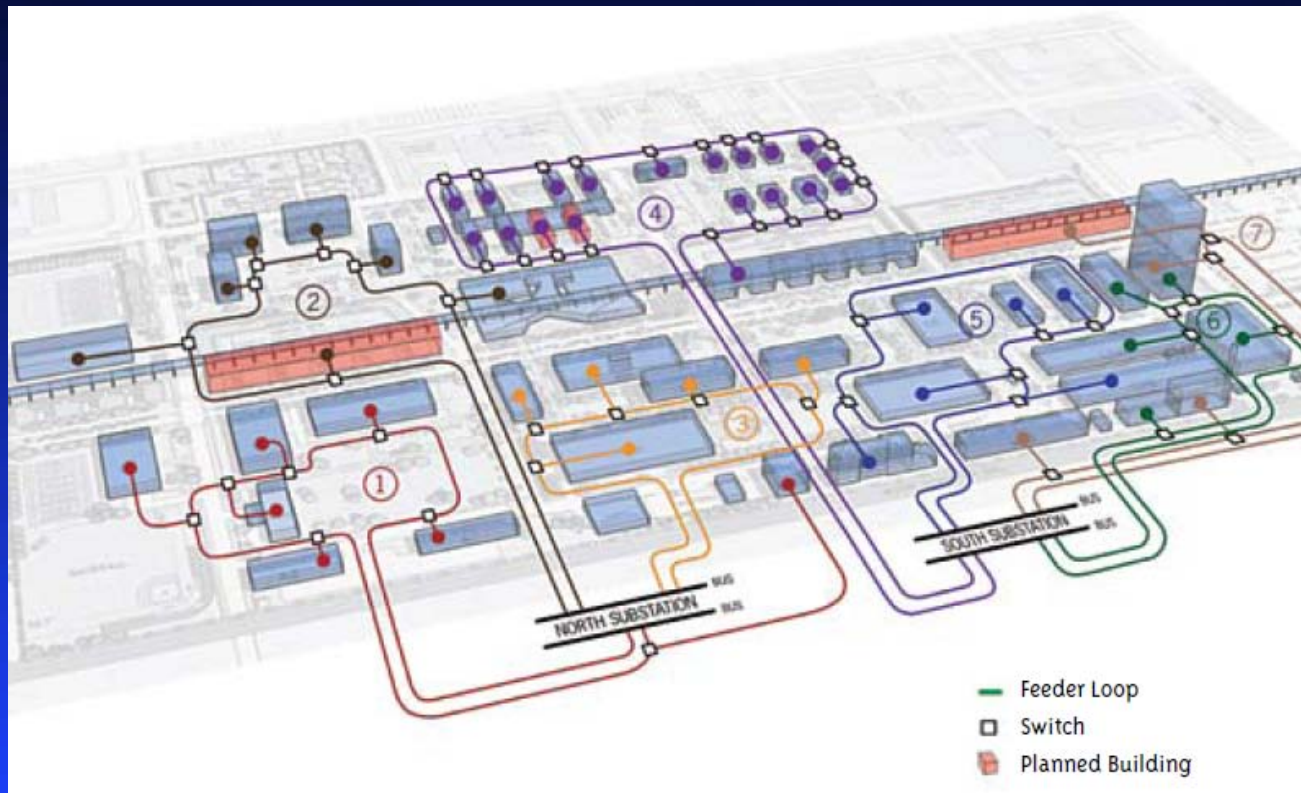 4
7
2
5
6
3
1
BUS
SOUTH SUBSTATION
BUS
BUS
NORTH SUBSTATION
BUS
Feeder Loop
Switch
Planned Building